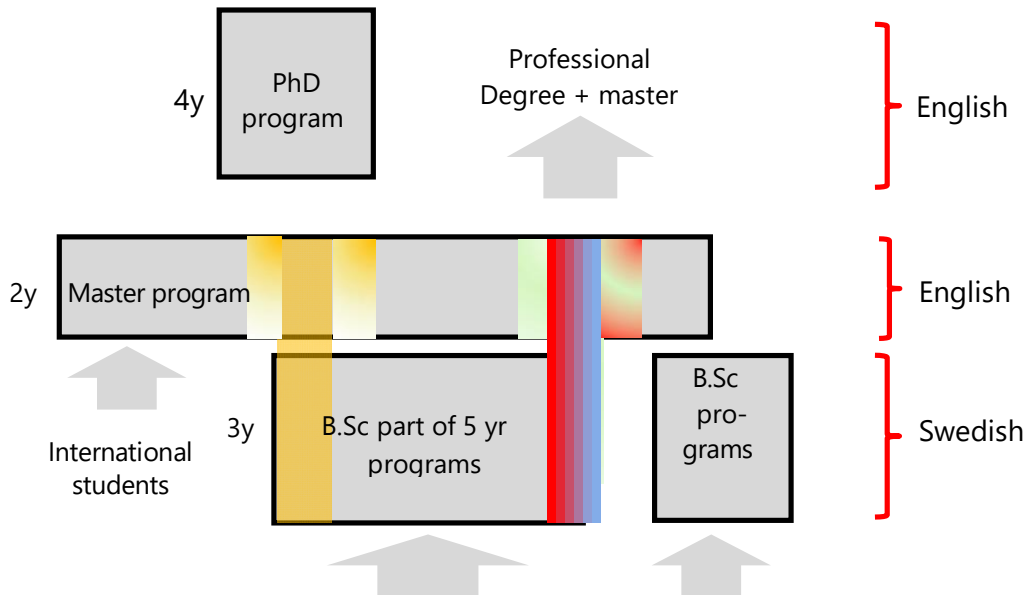 PhD
program
4y
Professional
Degree + master
English
2y
Master program
English
International
students
3y
B.Sc part of 5 yr
programs
B.Sc
pro-
grams
Swedish